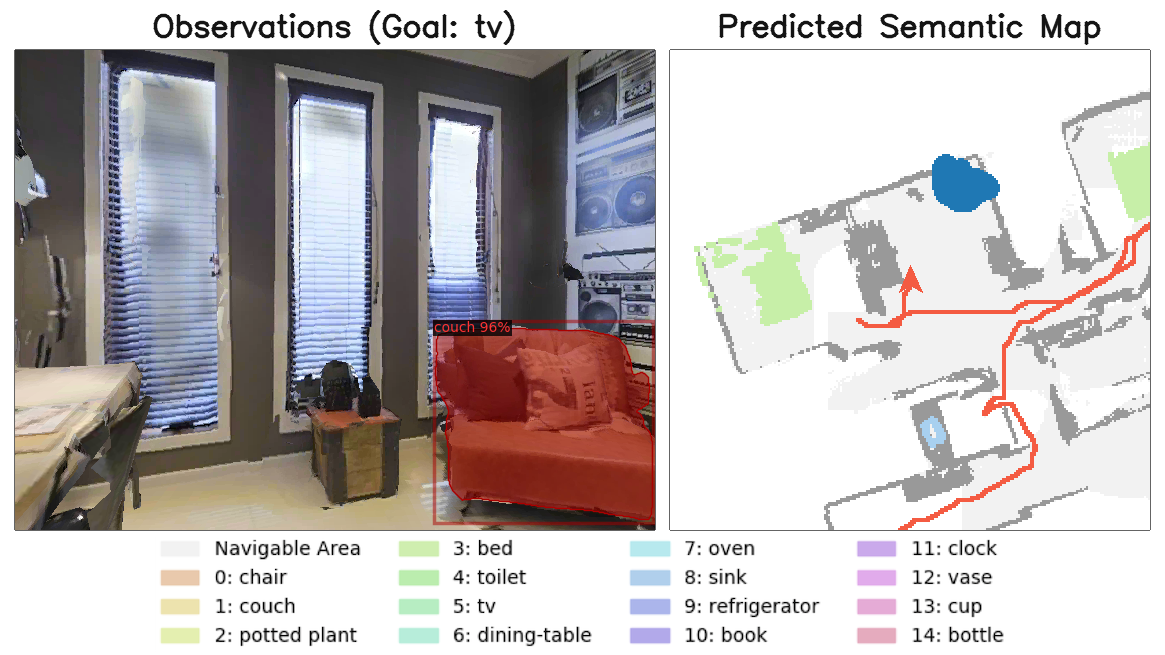 Observations (Goal: tv)
Predicted Semantic Map
couch 96%
Navigable Area
0: chair
1: couch
2: potted plant
3: bed
4: toilet
5: tv
6: dining-table
7: oven
8: sink
9: refrigerator
10: book
11: clock
12: vase
13: cup
14: bottle